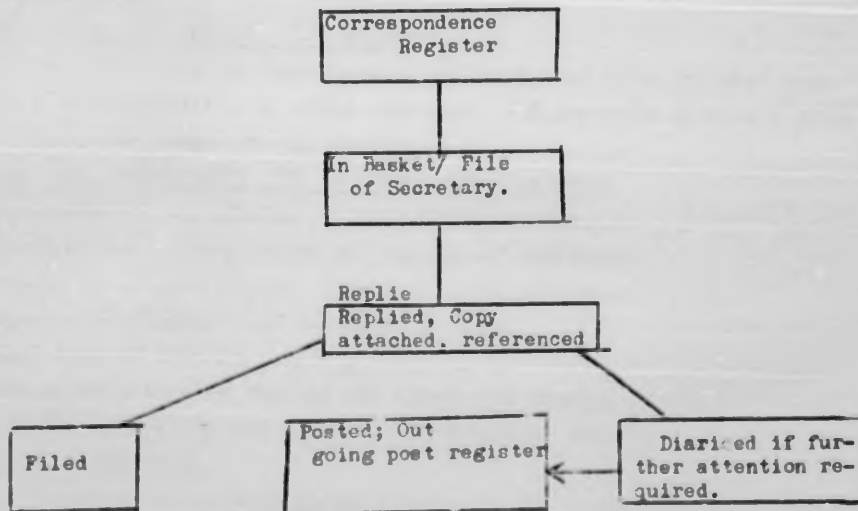 Correspondence
Register
In Basket/ File
of Secretary.
Replie
Replied, Copy
attached. referenced
Filed
Posted; Out
going post register
Diariced if fur-
ther attention re-
quired.